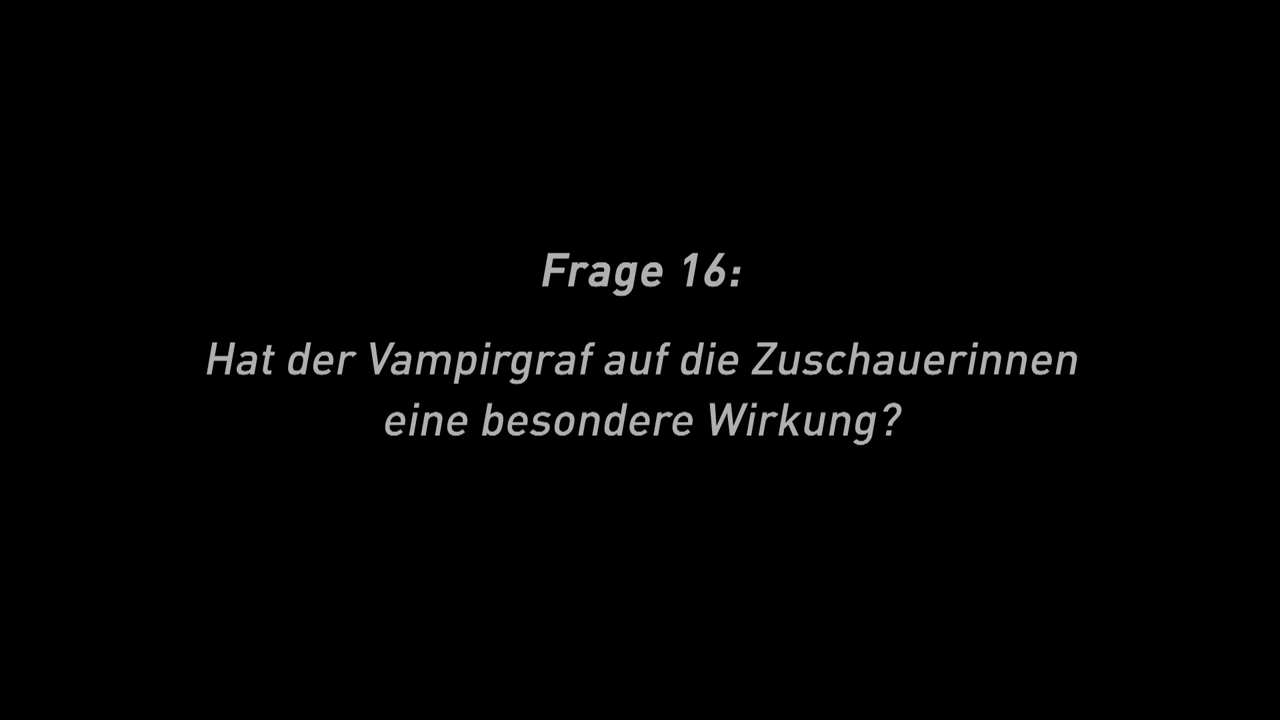 Frage 16:
Hat der Vampirgraf auf die Zuschauerinnen
eine besondere Wirkung?